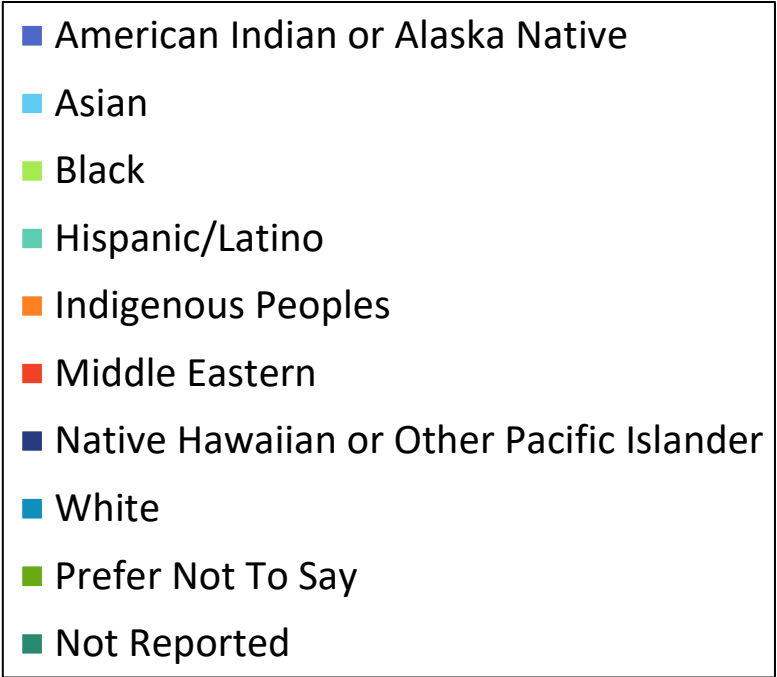 American Indian or Alaska Native
Asian
Black
Hispanic/Latino
Indigenous Peoples
Middle Eastern
Native Hawaiian or Other Pacific Islander
White
Prefer Not To Say
Not Reported